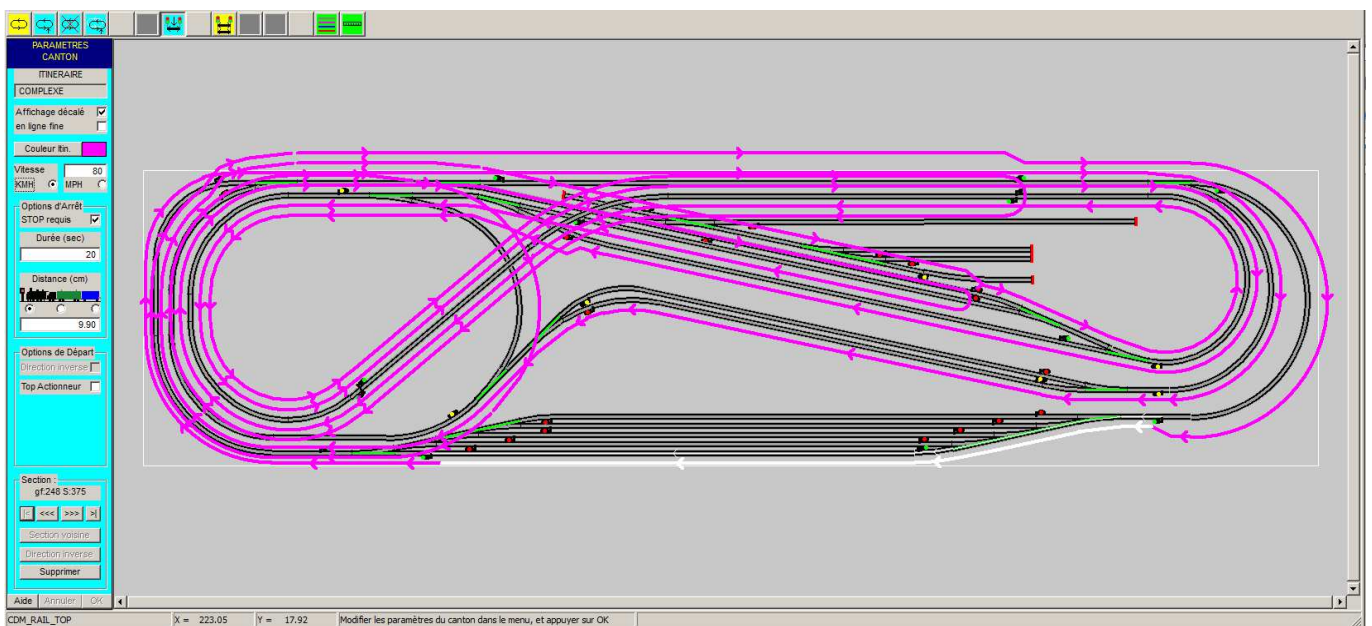 PARAMETRES
CANTON
ITINERAIRE
COMPLEXE
Affichage décalé
en ligne fine
Couleur Itin.
Vitesse 80
KMH MPH
Options d'Arrêt
STOP requis
Durée (sec)
20
Distance (cm)
9.90
Options de Départ
Direction inverse
Top Actionneur
Section :
gf:248 S:375
|< <<< >>> >|
Section voisine
Direction inverse
Supprimer
Aide Annuler OK
CDM_RAIL_TOP X = 223.05 Y = 17.92 Modifier les paramètres du canton dans le menu, et appuyer sur OK